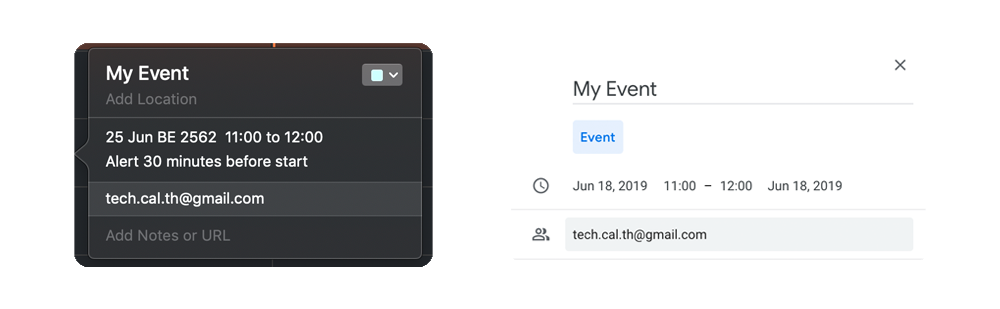 My Event
Add Location
25 Jun BE 2562 11:00 to 12:00
Alert 30 minutes before start
tech.cal.th@gmail.com
Add Notes or URL
My Event
Event
Jun 18, 2019 11:00 – 12:00 Jun 18, 2019
tech.cal.th@gmail.com